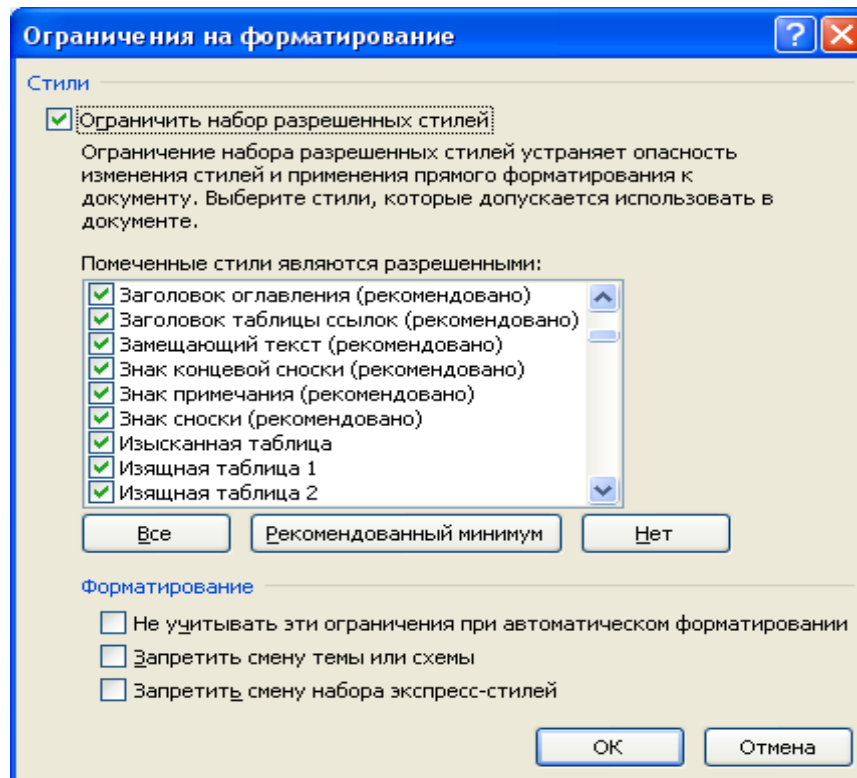 Ограничения на форматирование
Стили
Ограничить набор разрешенных стилей
Ограничение набора разрешенных стилей устраняет опасность
изменения стилей и применения прямого форматирования к
документу. Выберите стили, которые допускается использовать в
документе.
Помеченные стили являются разрешенными:
Заголовок оглавления (рекомендовано)
Заголовок таблицы ссылок (рекомендовано)
Замещающий текст (рекомендовано)
Знак концевой сноски (рекомендовано)
Знак примечания (рекомендовано)
Знак сноски (рекомендовано)
Изысканная таблица
Изящная таблица 1
Изящная таблица 2
Все Рекомендованный минимум Нет
Форматирование
Не учитывать эти ограничения при автоматическом форматировании
Запретить смену темы или схемы
Запретить смену набора экспресс-стилей
ОК Отмена